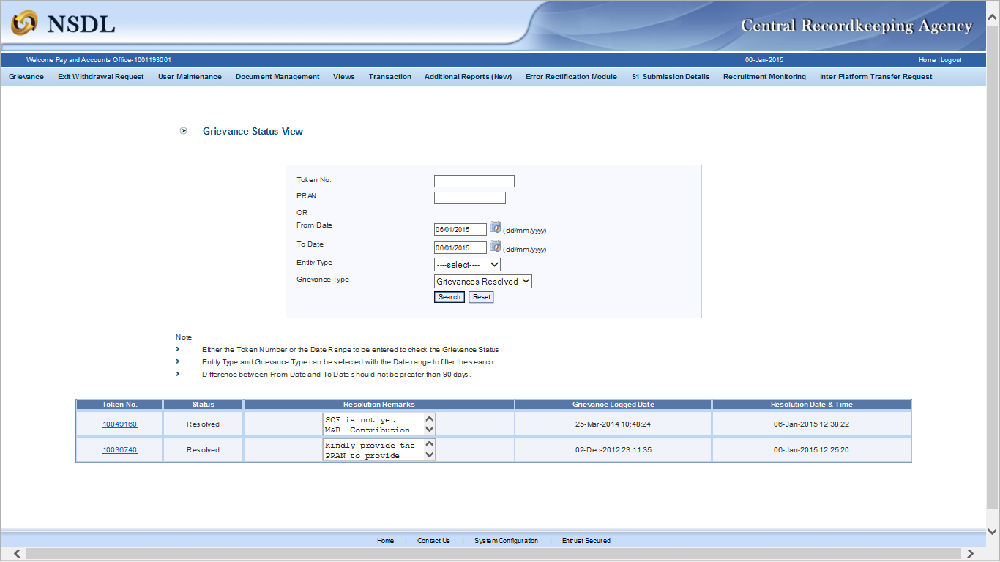 NSDL
Central Recordkeeping Agency
Welcome Pay and Accounts Office-1001193001 06-Jan-2015 Home | Logout
Grievance Exit Withdrawal Request User Maintenance Document Management Views Transaction Additional Reports (New) Error Rectification Module S1 Submission Details Recruitment Monitoring Inter Platform Transfer Request
Grievance Status View
Token No.
PRAN
OR
From Date 06/01/2015 (dd/mm/yyyy)
To Date 06/01/2015 (dd/mm/yyyy)
Entity Type ----select----
Grievance Type Grievances Resolved
Search Reset
Note
Either the Token Number or the Date Range to be entered to check the Grievance Status.
Entity Type and Grievance Type can be selected with the Date range to filter the search.
Difference between From Date and To Date should not be greater than 90 days.
Token No. Status Resolution Remarks Grievance Logged Date Resolution Date & Time
10049160 Resolved SCF is not yet 25-Mar-2014 10:48:24 06-Jan-2015 12:38:22
M&B. Contribution
10036740 Resolved Kindly provide the 02-Dec-2012 23:11:35 06-Jan-2015 12:25:20
PRAN to provide
Home | Contact Us | System Configuration | Entrust Secured